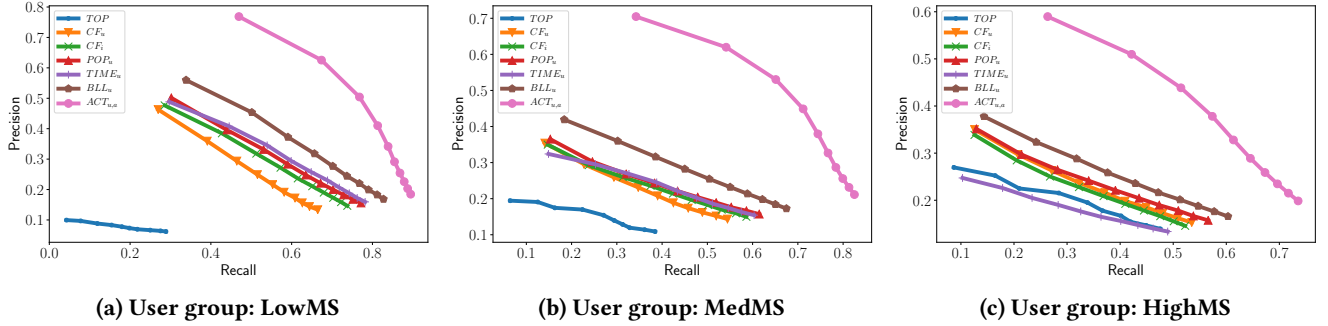 0.8
0.7
0.6
0.5
0.4
0.3
0.2
0.1
0.0
Precision
TOP
CF_u
CF_i
POP_u
TIME_u
BLL_u
ACT_{u,a}
0.0 0.2 0.4 0.6 0.8
Recall
(a) User group: LowMS
0.7
0.6
0.5
0.4
0.3
0.2
0.1
Precision
TOP
CF_u
CF_i
POP_u
TIME_u
BLL_u
ACT_{u,a}
0.1 0.2 0.3 0.4 0.5 0.6 0.7 0.8
Recall
(b) User group: MedMS
0.6
0.5
0.4
0.3
0.2
Precision
TOP
CF_u
CF_i
POP_u
TIME_u
BLL_u
ACT_{u,a}
0.1 0.2 0.3 0.4 0.5 0.6 0.7
Recall
(c) User group: HighMS